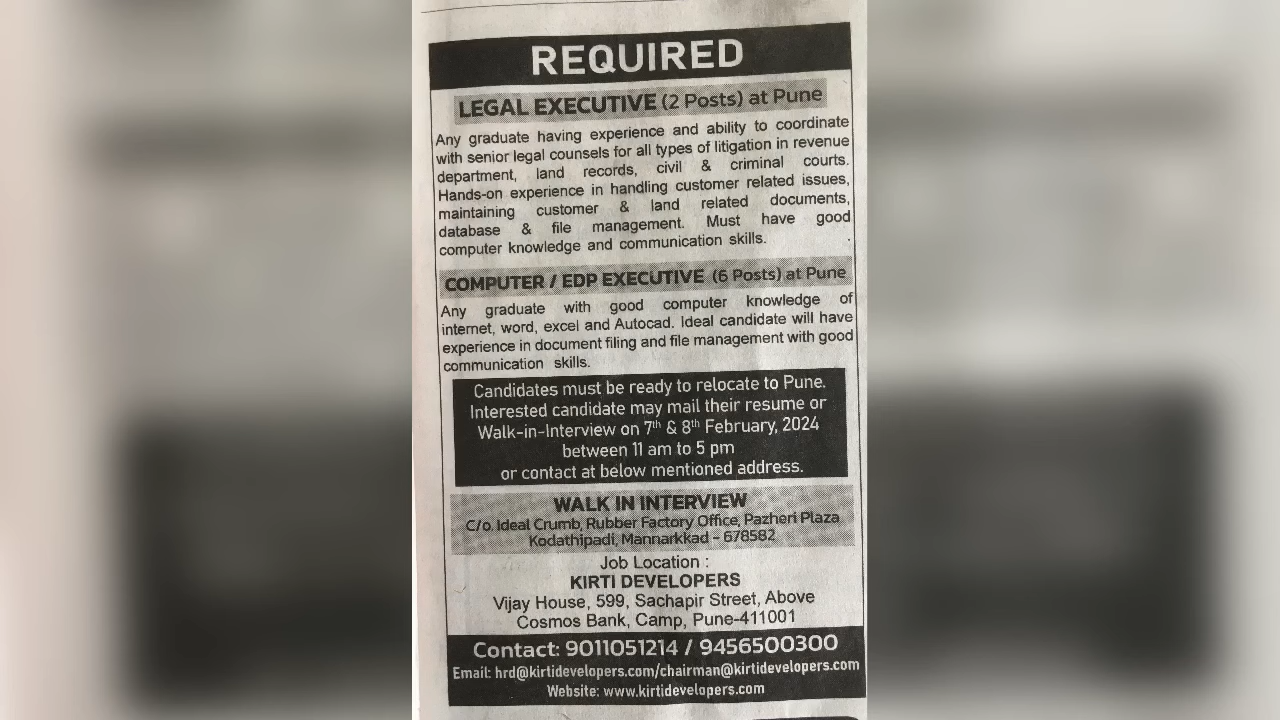 REQUIRED
LEGAL EXECUTIVE (2 Posts) at Pune
Any graduate having experience and ability to coordinate
with senior legal counsels for all types of litigation in revenue
department, land records, civil & criminal courts.
Hands-on experience in handling customer related issues,
maintaining customer & land related documents,
database & file management. Must have good
computer knowledge and communication skills.
COMPUTER / EDP EXECUTIVE (6 Posts) at Pune
Any graduate with good computer knowledge of
internet, word, excel and Autocad. Ideal candidate will have
experience in document filing and file management with good
communication skills.
Candidates must be ready to relocate to Pune.
Interested candidate may mail their resume or
Walk-in-Interview on 7th & 8th February, 2024
between 11 am to 5 pm
or contact at below mentioned address.
WALK IN INTERVIEW
C/o. Ideal Crumb, Rubber Factory Office, Pazheri Plaza
Kodathipadi, Mannarkkad - 678582
Job Location :
KIRTI DEVELOPERS
Vijay House, 599, Sachapir Street, Above
Cosmos Bank, Camp, Pune-411001
Contact: 9011051214 / 9456500300
Email: hrd@kirtidevelopers.com/chairman@kirtidevelopers.com
Website: www.kirtidevelopers.com